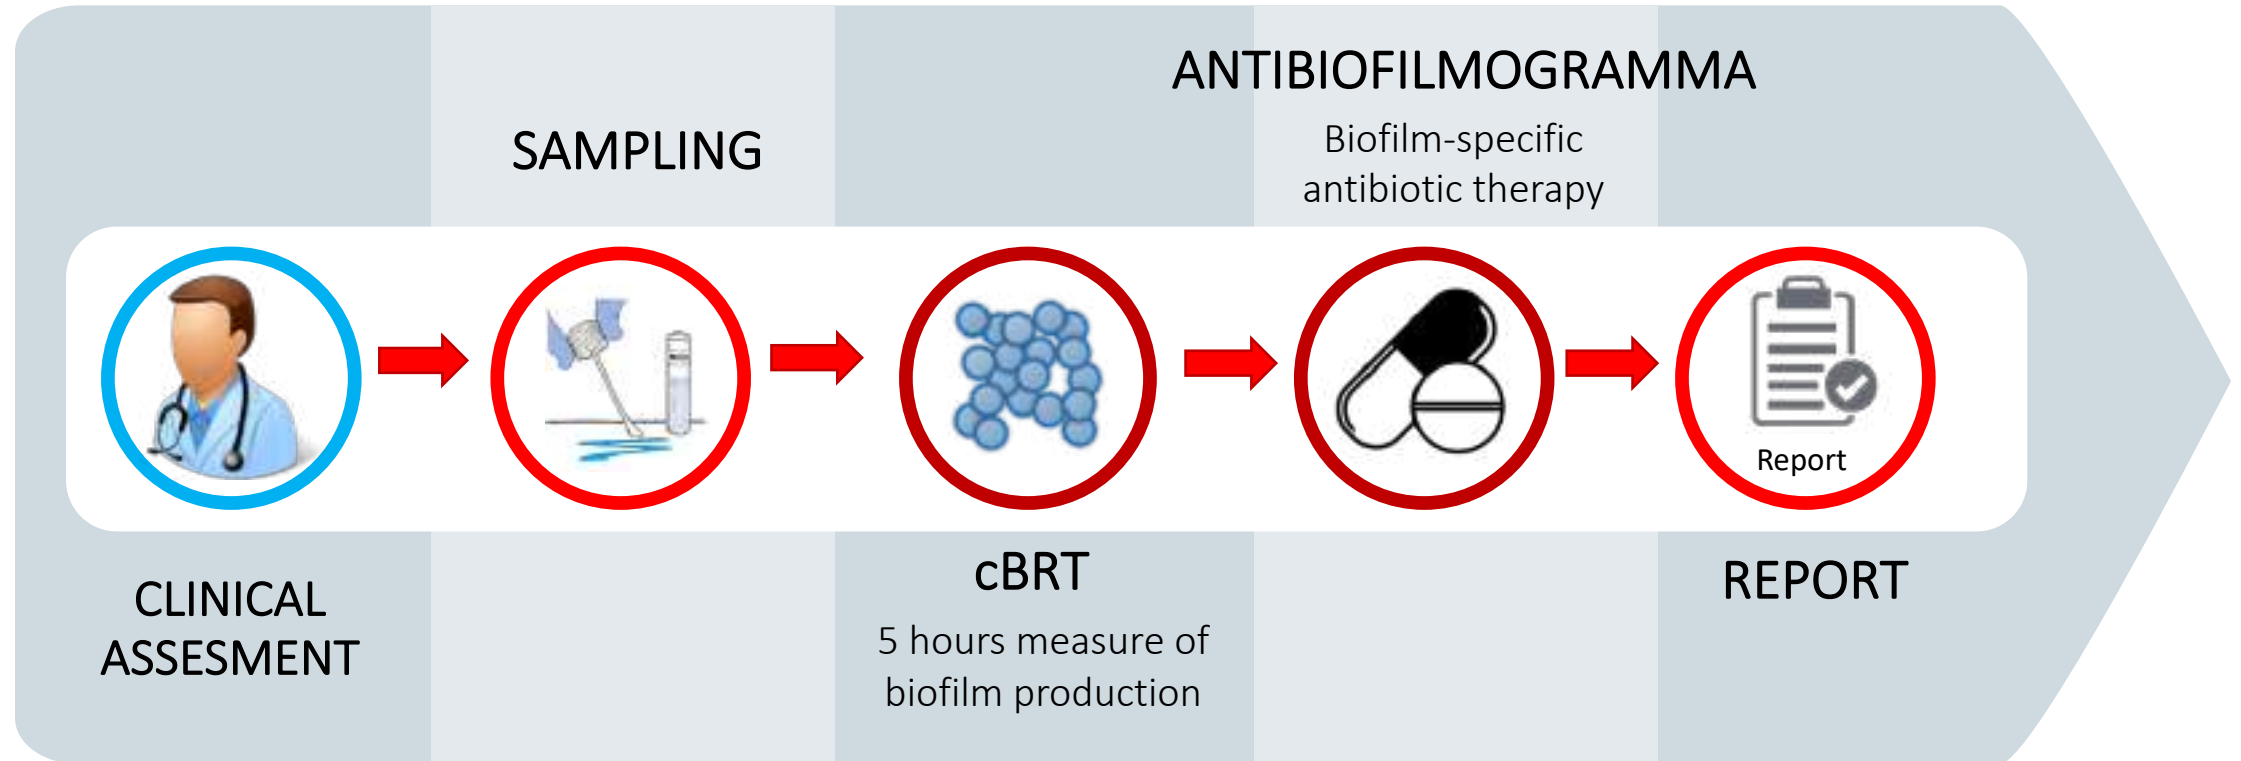 CLINICAL
ASSESMENT
SAMPLING
cBRT
5 hours measure of
biofilm production
ANTIBIOFILMOGRAMMA
Biofilm-specific
antibiotic therapy
Report
REPORT